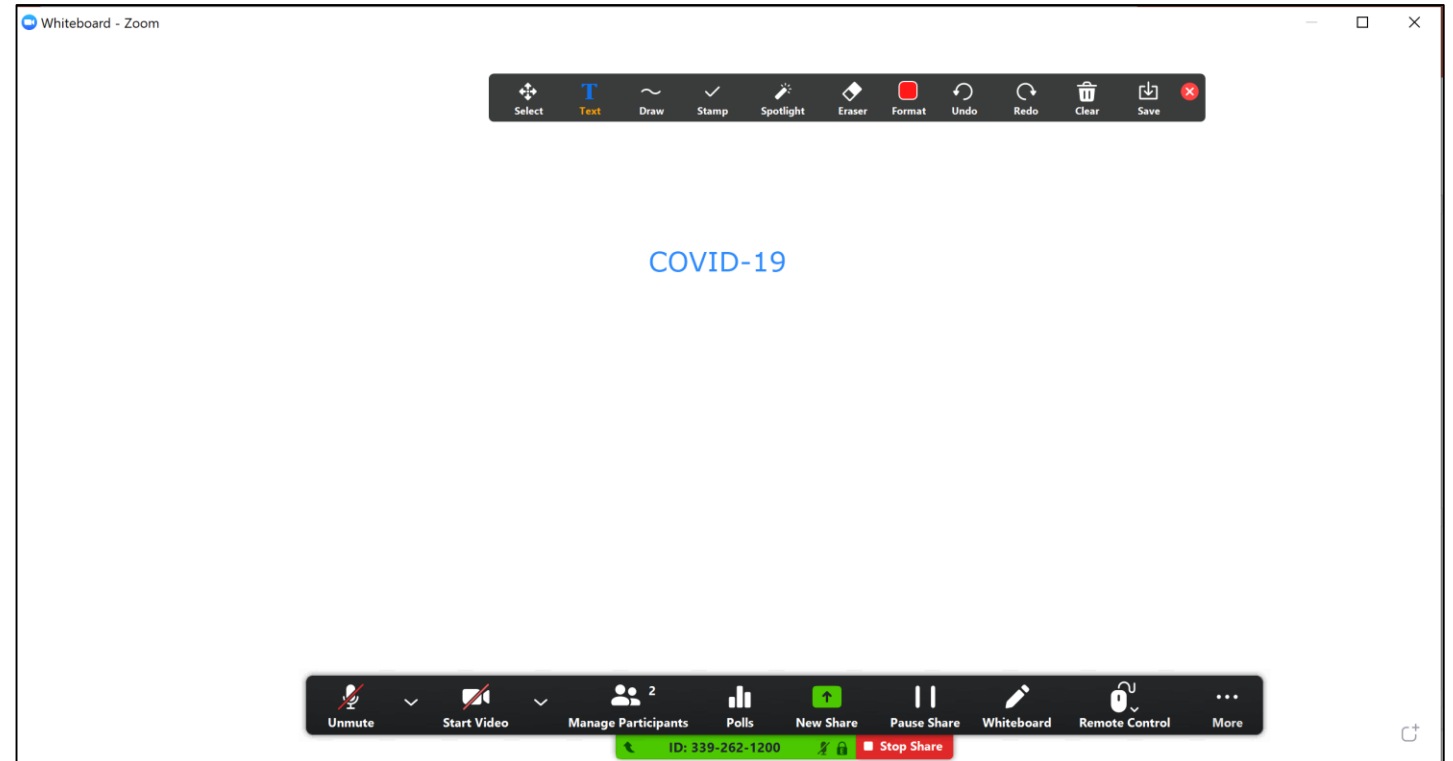 Whiteboard - Zoom
Select Text Draw Stamp Spotlight Eraser Format Undo Redo Clear Save
COVID-19
2
Unmute Start Video Manage Participants Polls New Share Pause Share Whiteboard Remote Control More
ID: 339-262-1200 Stop Share